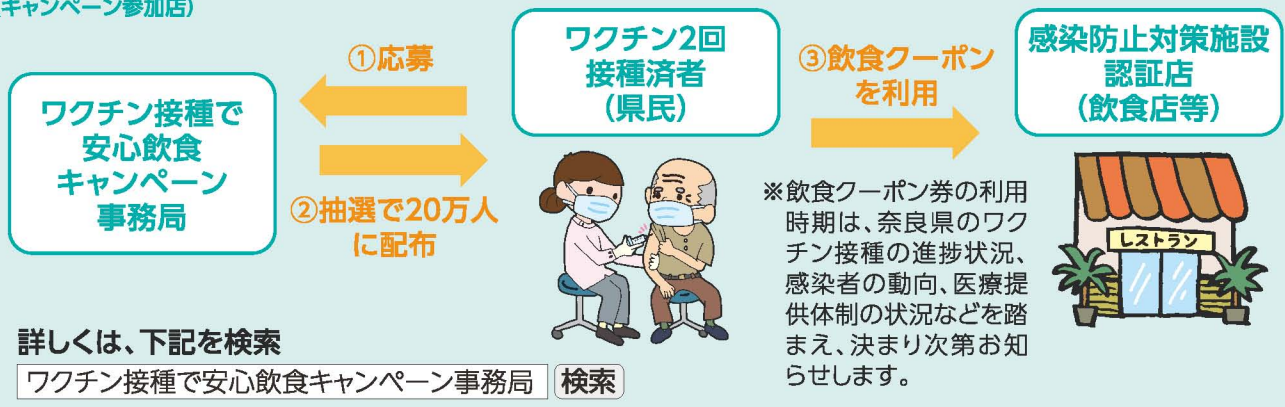 (キャンペーン参加店)
ワクチン接種で
安心飲食
キャンペーン
事務局
①応募
②抽選で20万人
に配布
ワクチン2回
接種済者
(県民)
③飲食クーポン
を利用
感染防止対策施設
認証店
(飲食店等)
※飲食クーポン券の利用
時期は、奈良県のワク
チン接種の進捗状況、
感染者の動向、医療提
供体制の状況などを踏
まえ、決まり次第お知
らせします。
レストラン
詳しくは、下記を検索
ワクチン接種で安心飲食キャンペーン事務局 検索